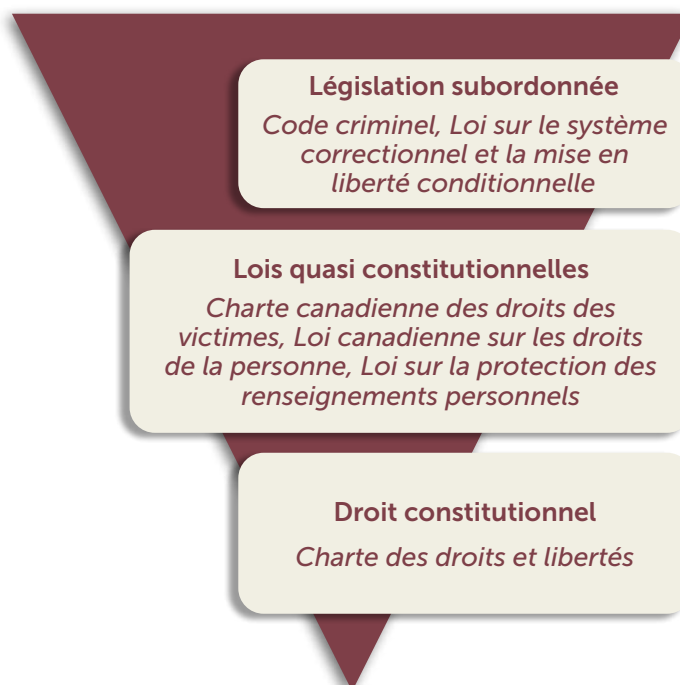 Législation subordonnée
Code criminel, Loi sur le système
correctionnel et la mise en
liberté conditionnelle
Lois quasi constitutionnelles
Charte canadienne des droits des
victimes, Loi canadienne sur les droits
de la personne, Loi sur la protection des
renseignements personnels
Droit constitutionnel
Charte des droits et libertés